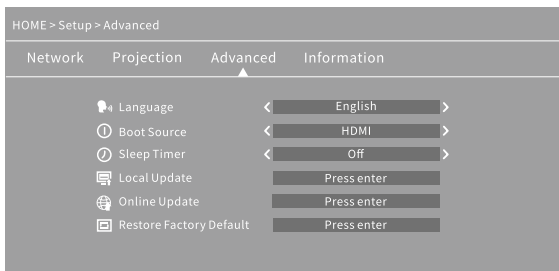 HOME > Setup > Advanced
Network Projection Advanced Information
Language < English >
Boot Source < HDMI >
Sleep Timer < Off >
Local Update Press enter
Online Update Press enter
Restore Factory Default Press enter